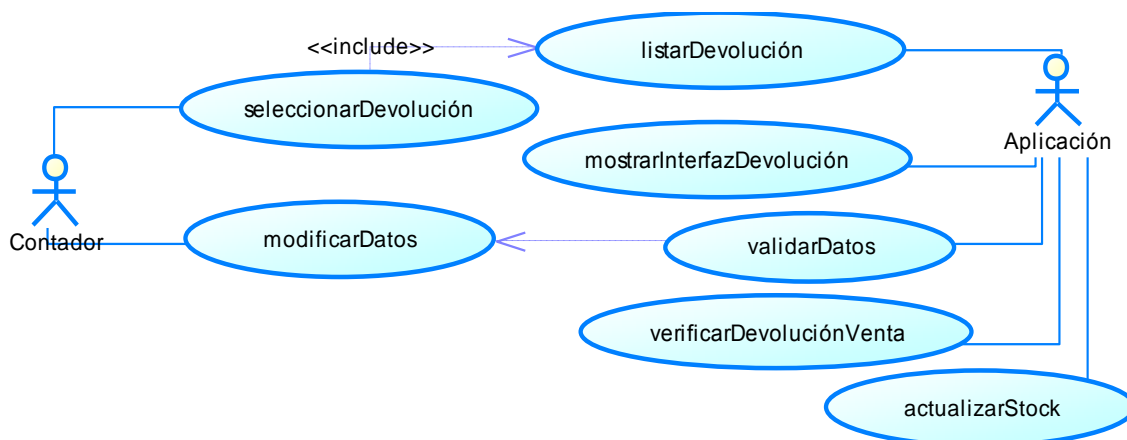 <<include>>
listarDevolución
seleccionarDevolución
Aplicación
mostrarInterfazDevolución
Contador
modificarDatos
validarDatos
verificarDevoluciónVenta
actualizarStock